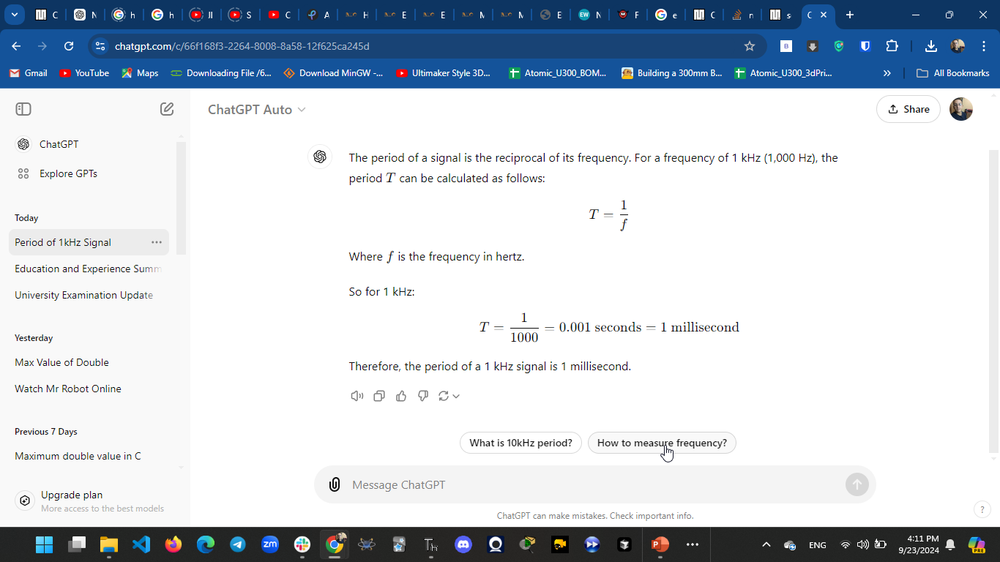 C
N
h
h
JI
S
C
A
H
E
E
M
M
E
N
F
e
C
n
s
C
chatgpt.com/c/66f168f3-2264-8008-8a58-12f625ca245d
Gmail
YouTube
Maps
Downloading File /6...
Download MinGW -...
Ultimaker Style 3D...
Atomic_U300_BOM...
Building a 300mm B...
Atomic_U300_3dPri...
»
All Bookmarks
ChatGPT Auto
Share
ChatGPT
Explore GPTs
Today
Period of 1kHz Signal
Education and Experience Summ
University Examination Update
Yesterday
Max Value of Double
Watch Mr Robot Online
Previous 7 Days
Maximum double value in C
Upgrade plan
More access to the best models
The period of a signal is the reciprocal of its frequency. For a frequency of 1 kHz (1,000 Hz), the
period T can be calculated as follows:
T = 1/f
Where f is the frequency in hertz.
So for 1 kHz:
T = 1/1000 = 0.001 seconds = 1 millisecond
Therefore, the period of a 1 kHz signal is 1 millisecond.
What is 10kHz period?
How to measure frequency?
Message ChatGPT
ChatGPT can make mistakes. Check important info.
?
zm
Th
ENG
4:11 PM
9/23/2024
PRE